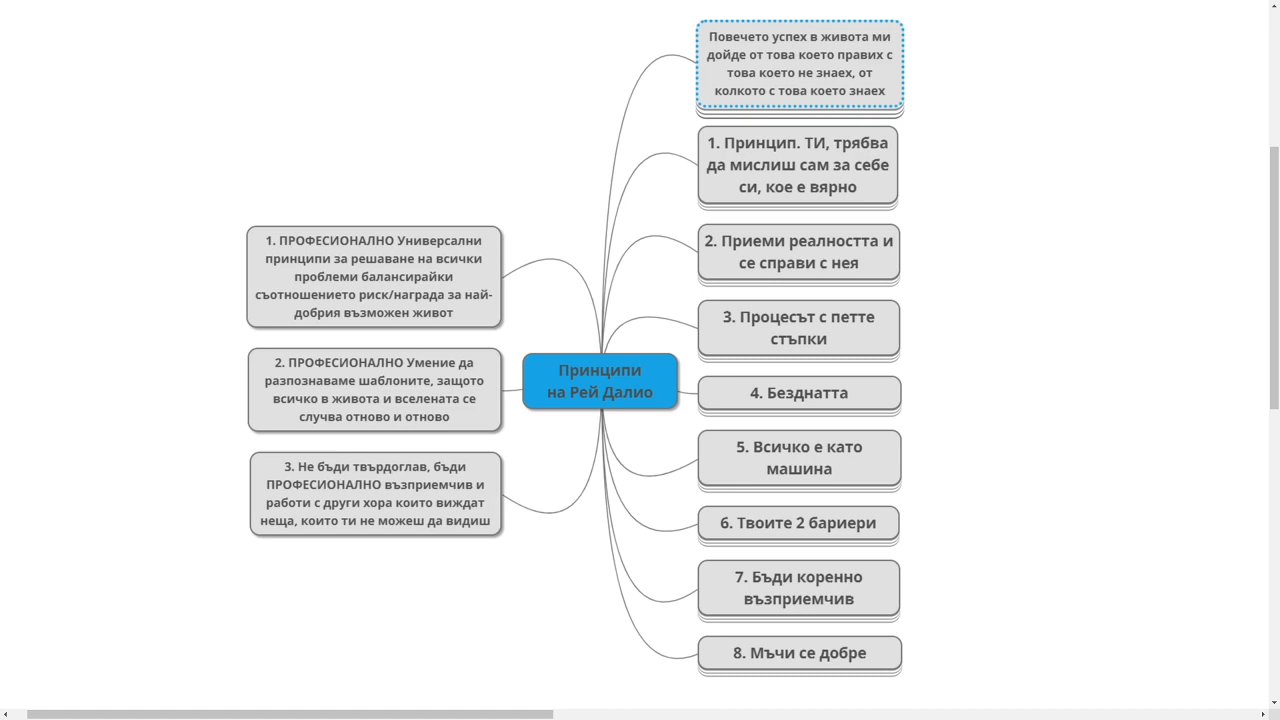 Повечето успех в живота ми
дойде от това което правих с
това което не знаех, от
колкото с това което знаех
1. Принцип. ТИ, трябва
да мислиш сам за себе
си, кое е вярно
2. Приеми реалността и
се справи с нея
3. Процесът с петте
стъпки
4. Безднатта
5. Всичко е като
машина
6. Твоите 2 бариери
7. Бъди коренно
възприемчив
8. Мъчи се добре
Принципи
на Рей Далио
1. ПРОФЕСИОНАЛНО Универсални
принципи за решаване на всички
проблеми балансирайки
съотношението риск/награда за най-
добрия възможен живот
2. ПРОФЕСИОНАЛНО Умение да
разпознаваме шаблоните, защото
всичко в живота и вселената се
случва отново и отново
3. Не бъди твърдоглав, бъди
ПРОФЕСИОНАЛНО възприемчив и
работи с други хора които виждат
неща, които ти не можеш да видиш